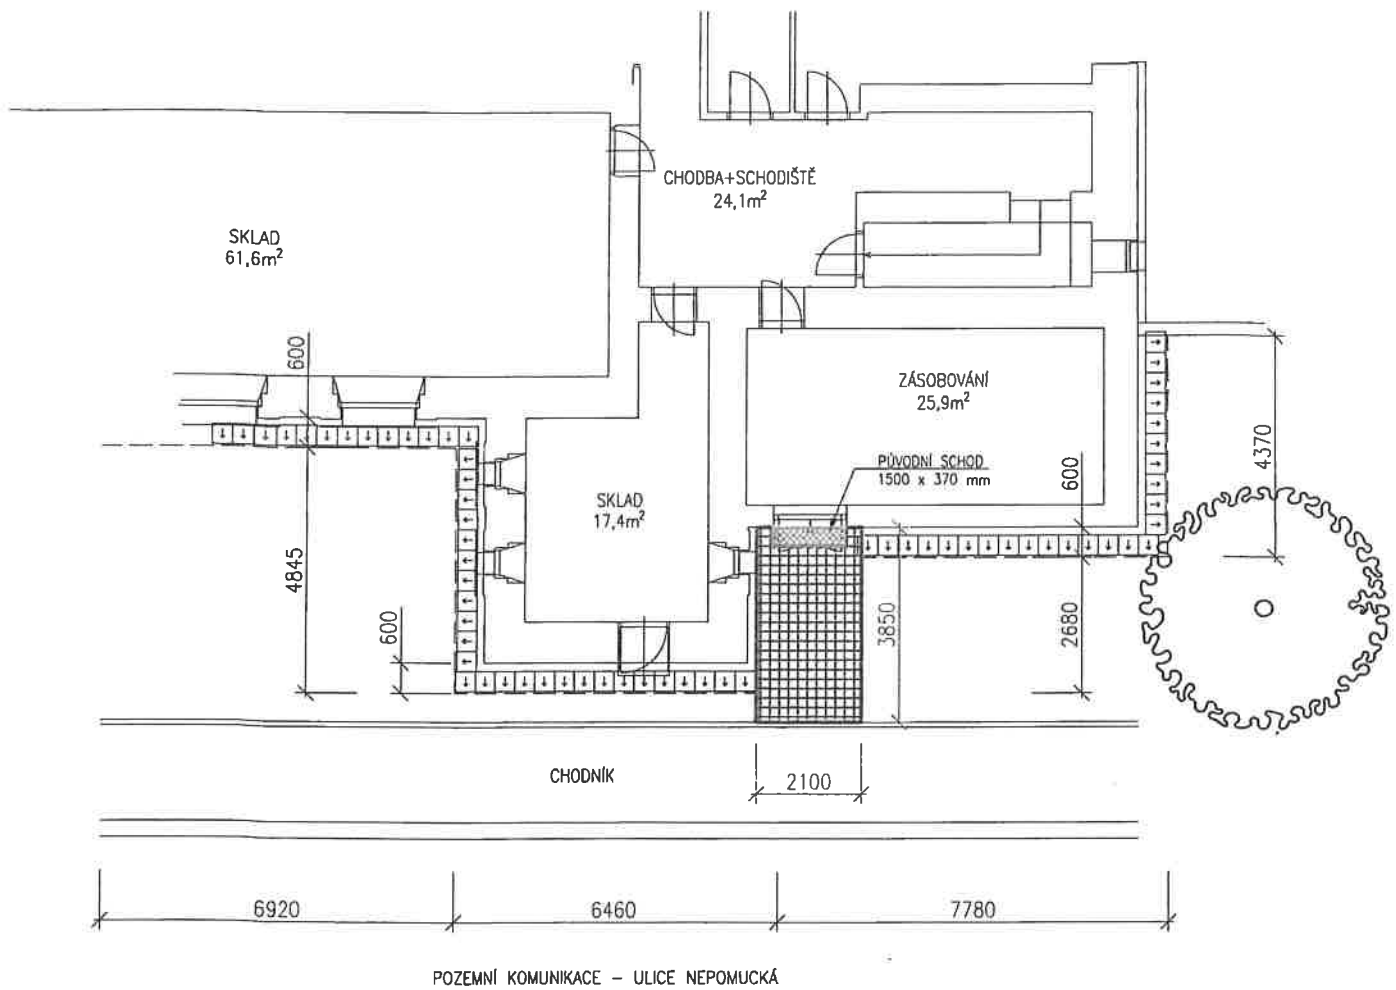 CHODBA+SCHODIŠTĚ
24,1m²
SKLAD
61,6m²
600
ZÁSOBOVÁNÍ
25,9m²
PŮVODNÍ SCHOD
1500 x 370 mm
600
4370
SKLAD
17,4m²
4845
600
3850
2680
CHODNÍK
2100
6920
6460
7780
POZEMNÍ KOMUNIKACE – ULICE NEPOMUCKÁ